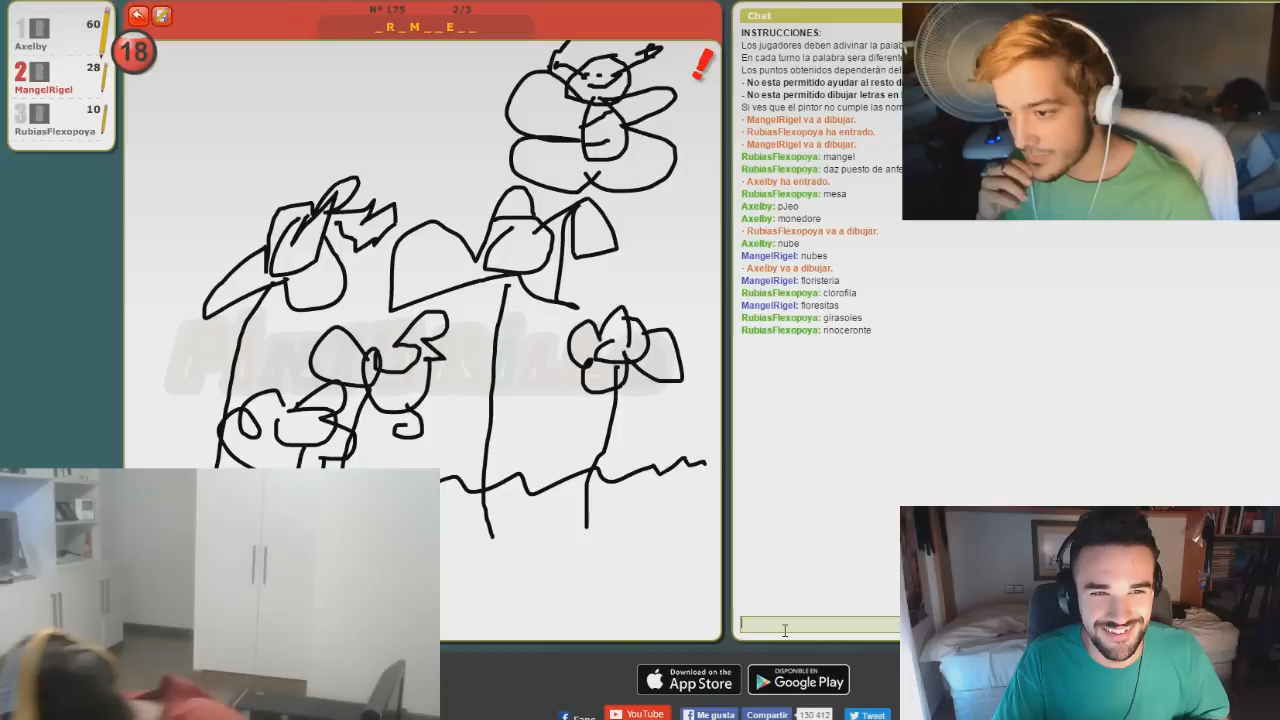 1
Axelby
60
2
MangelRigel
28
3
RubiasFlexopoya
10
18
Nº 175
2/3
_ R _ M _ _ E _ _
Chat
INSTRUCCIONES:
Los jugadores deben adivinar la palab
En cada turno la palabra sera diferente
Los puntos obtenidos dependerán del
- No esta permitido ayudar al resto d
- No esta permitido dibujar letras en l
Si ves que el pintor no cumple las norm
- MangelRigel va a dibujar.
- RubiasFlexopoya ha entrado.
- MangelRigel va a dibujar.
RubiasFlexopoya: mangel
RubiasFlexopoya: daz puesto de anfe
- Axelby ha entrado.
RubiasFlexopoya: mesa
Axelby: pJeo
Axelby: monedore
- RubiasFlexopoya va a dibujar.
Axelby: nube
MangelRigel: nubes
- Axelby va a dibujar.
MangelRigel: floristeria
RubiasFlexopoya: clorofila
MangelRigel: floresitas
RubiasFlexopoya: girasoles
RubiasFlexopoya: rinoceronte
Download on the
App Store
DISPONIBLE EN
Google Play
Fans
YouTube
Me gusta
Compartir
130 412
Tweet